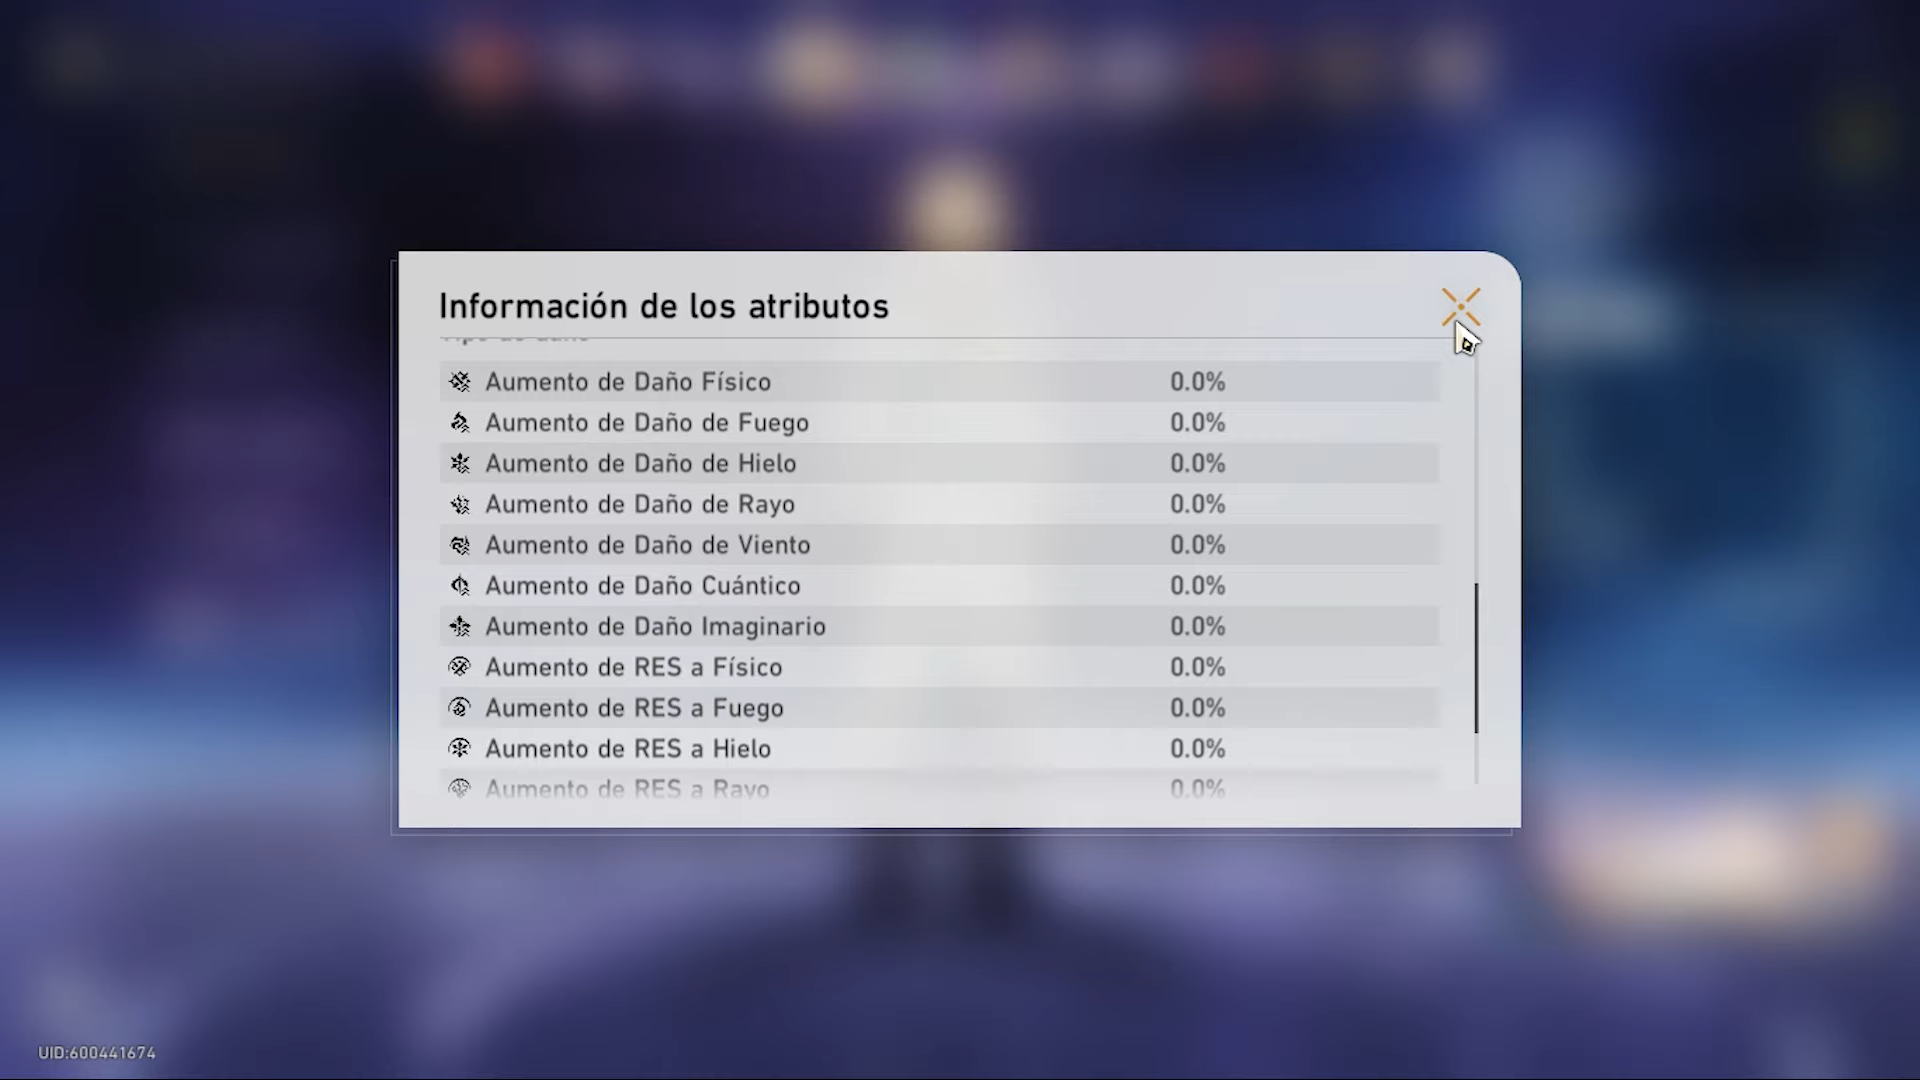 Información de los atributos
Tipo de daño
Aumento de Daño Físico 0.0%
Aumento de Daño de Fuego 0.0%
Aumento de Daño de Hielo 0.0%
Aumento de Daño de Rayo 0.0%
Aumento de Daño de Viento 0.0%
Aumento de Daño Cuántico 0.0%
Aumento de Daño Imaginario 0.0%
Aumento de RES a Físico 0.0%
Aumento de RES a Fuego 0.0%
Aumento de RES a Hielo 0.0%
Aumento de RES a Rayo 0.0%
UID:600441674